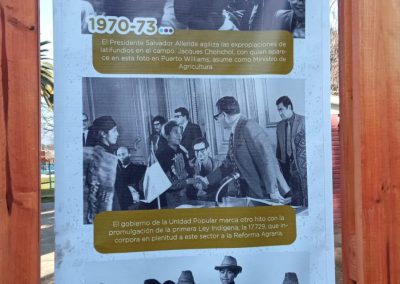 1970-73
El Presidente Salvador Allende agiliza las expropiaciones de
latifundios en el campo. Jacques Chonchol, con quien apare-
ce en esta foto en Puerto Williams, asume como Ministro de
Agricultura.
El gobierno de la Unidad Popular marca otro hito con la
promulgación de la primera Ley Indígena, la 17.729, que in-
corpora en plenitud a este sector a la Reforma Agraria.